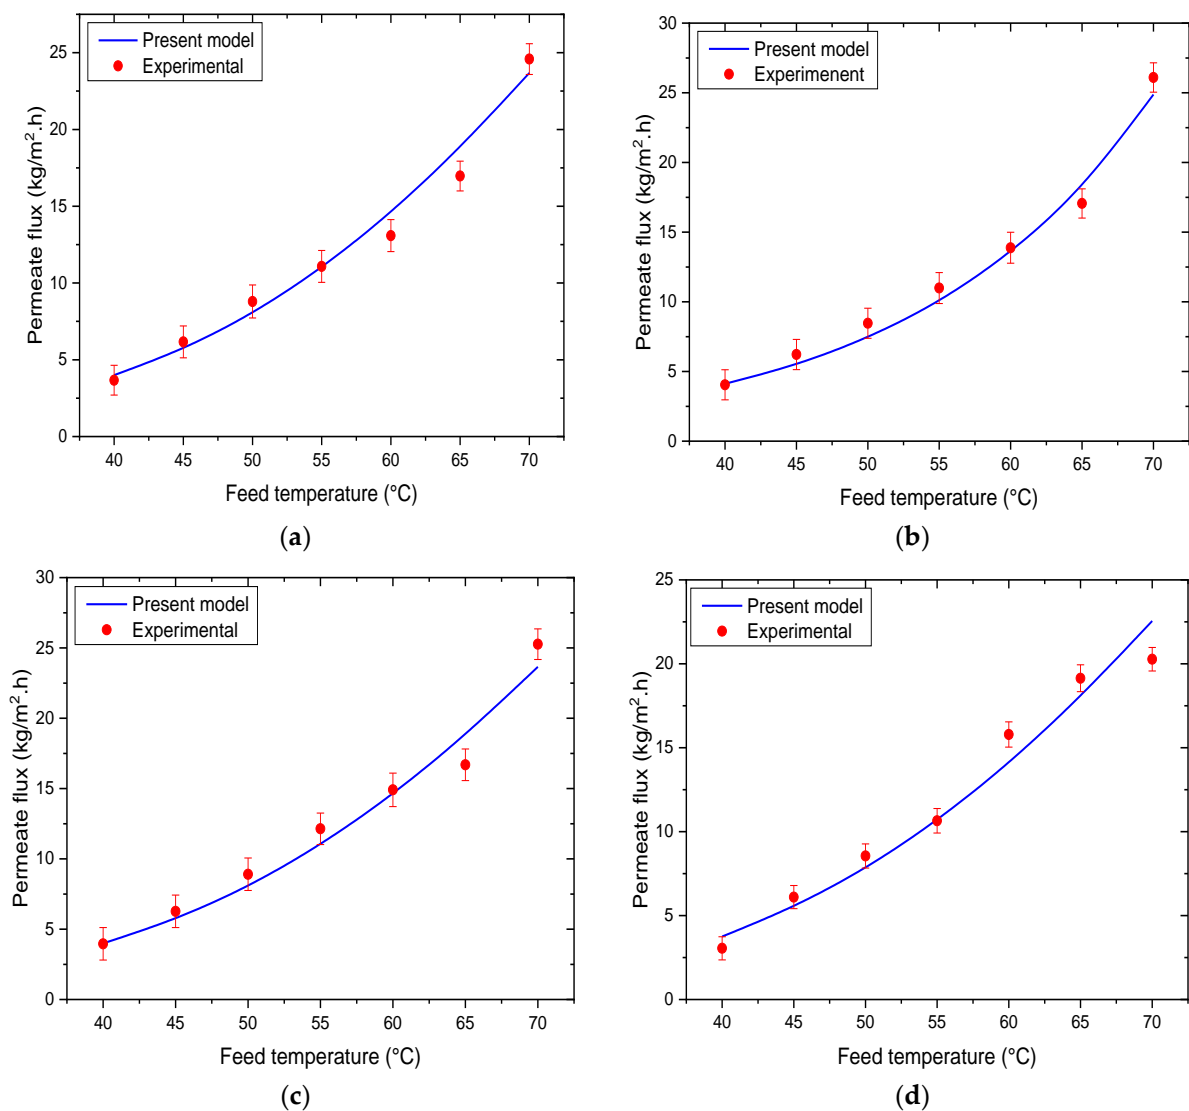 Present model
Experimental
Permeate flux (kg/m².h)
25
20
15
10
5
0
40 45 50 55 60 65 70
Feed temperature (°C)
(a)
Present model
Experimenent
Permeate flux (kg/m².h)
30
25
20
15
10
5
0
40 45 50 55 60 65 70
Feed temperature (°C)
(b)
Present model
Experimental
Permeate flux (kg/m².h)
30
25
20
15
10
5
0
40 45 50 55 60 65 70
Feed temperature (°C)
(c)
Present model
Experimental
Permeate flux (kg/m².h)
25
20
15
10
5
0
40 45 50 55 60 65 70
Feed temperature (°C)
(d)